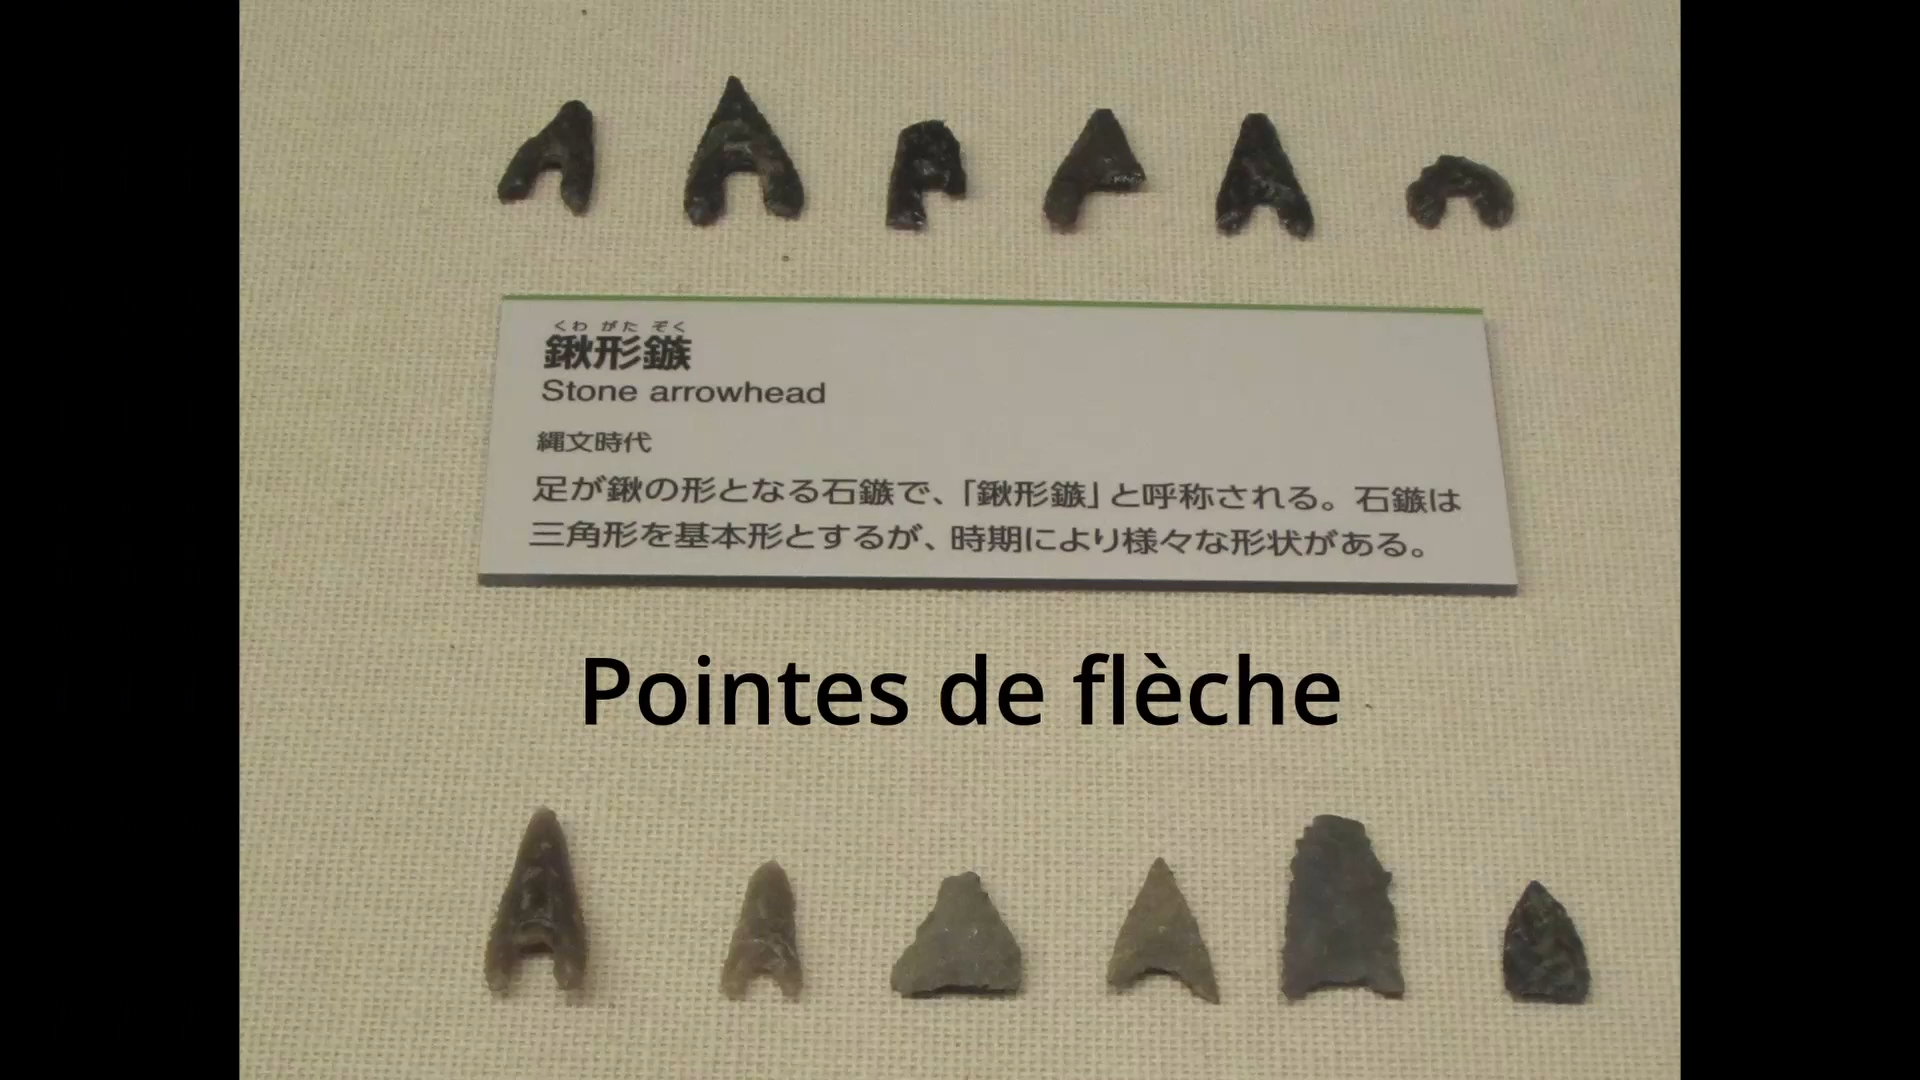 くわ がた ぞく
鍬形鏃
Stone arrowhead
縄文時代
足が鍬の形となる石鏃で、「鍬形鏃」と呼称される。石鏃は
三角形を基本形とするが、時期により様々な形状がある。
Pointes de flèche